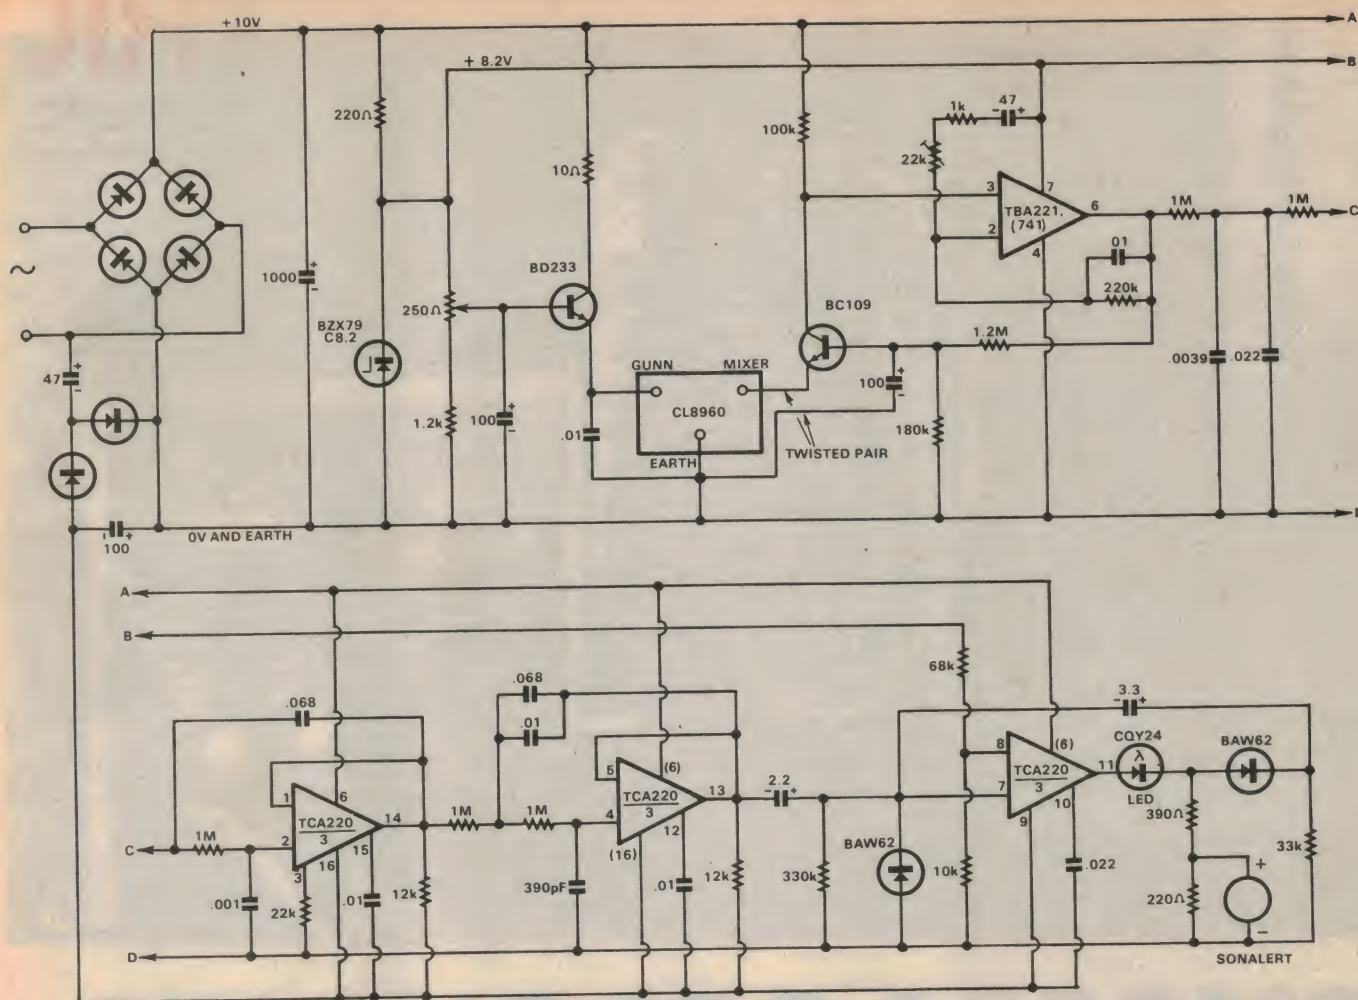 + 10V
A
+ 8.2V
B
220Ω
10Ω
100k
1k
- 47 +
22k
3
7
TBA221.
(741)
6
2
4
1M
1M
C
01
220k
~
1000
+
-
BD233
250Ω
BZX79
C8.2
BC109
1.2M
.0039
.022
47
+
-
GUNN
MIXER
CL8960
EARTH
100
+
-
1.2k
100
+
-
.01
TWISTED PAIR
180k
- +
100
0V AND EARTH
A
B
68k
.068
.068
.01
- 3.3 +
CQY24
λ
LED
BAW62
1
6
TCA220
3
14
2
15
16
3
1M
1M
5
(6)
TCA220
3
13
4
12
(16)
2.2
- +
8
(6)
TCA220
3
11
7
10
9
390Ω
33k
C
1M
.001
22k
.01
12k
390pF
.01
12k
330k
BAW62
10k
.022
220Ω
+
-
SONALERT
D